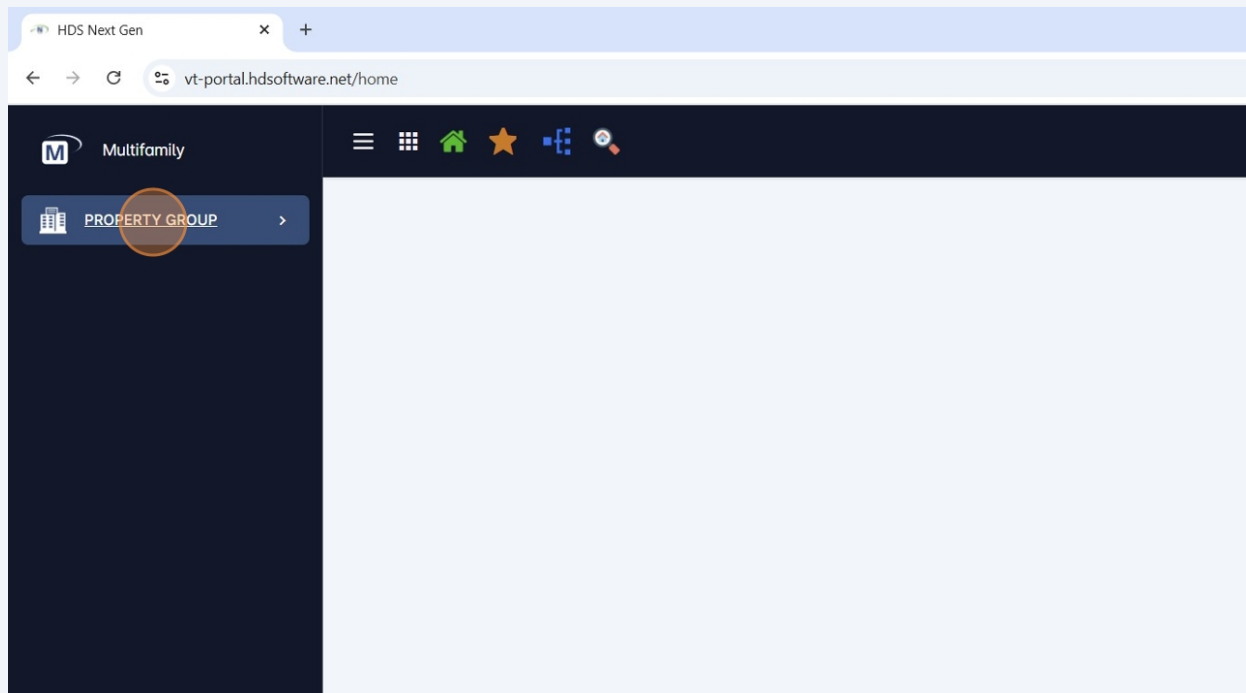 HDS Next Gen
vt-portal.hdsoftware.net/home
M Multifamily
PROPERTY GROUP